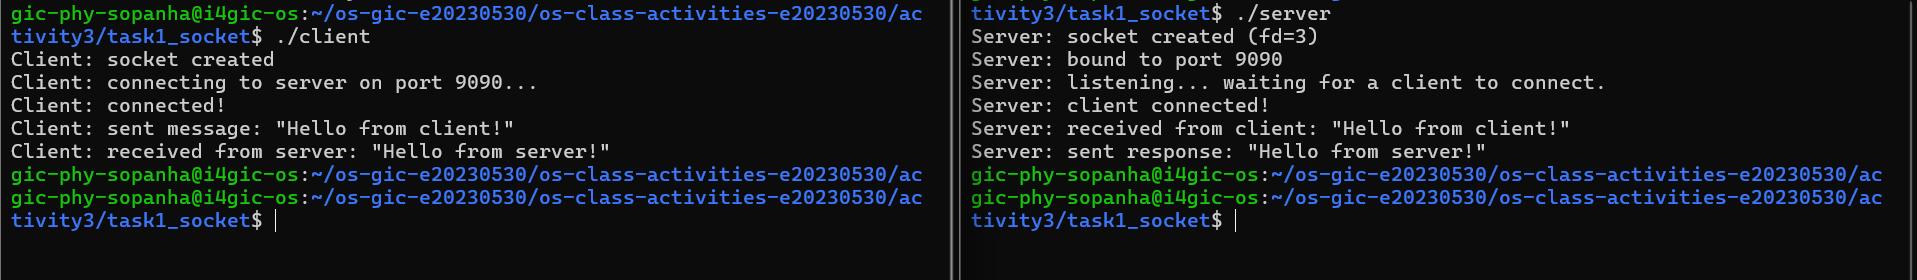 gic-phy-sopanha@i4gic-os:~/os-gic-e20230530/os-class-activities-e20230530/ac
tivity3/task1_socket$ ./client
Client: socket created
Client: connecting to server on port 9090...
Client: connected!
Client: sent message: "Hello from client!"
Client: received from server: "Hello from server!"
gic-phy-sopanha@i4gic-os:~/os-gic-e20230530/os-class-activities-e20230530/ac
gic-phy-sopanha@i4gic-os:~/os-gic-e20230530/os-class-activities-e20230530/ac
tivity3/task1_socket$
tivity3/task1_socket$ ./server
Server: socket created (fd=3)
Server: bound to port 9090
Server: listening... waiting for a client to connect.
Server: client connected!
Server: received from client: "Hello from client!"
Server: sent response: "Hello from server!"
gic-phy-sopanha@i4gic-os:~/os-gic-e20230530/os-class-activities-e20230530/ac
gic-phy-sopanha@i4gic-os:~/os-gic-e20230530/os-class-activities-e20230530/ac
tivity3/task1_socket$